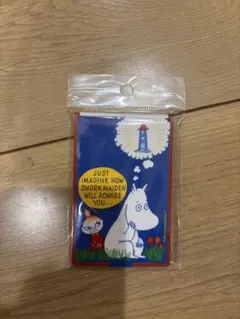 JUST
IMAGINE HOW
SNORKMAIDEN
WILL ADMIRE
YOU...